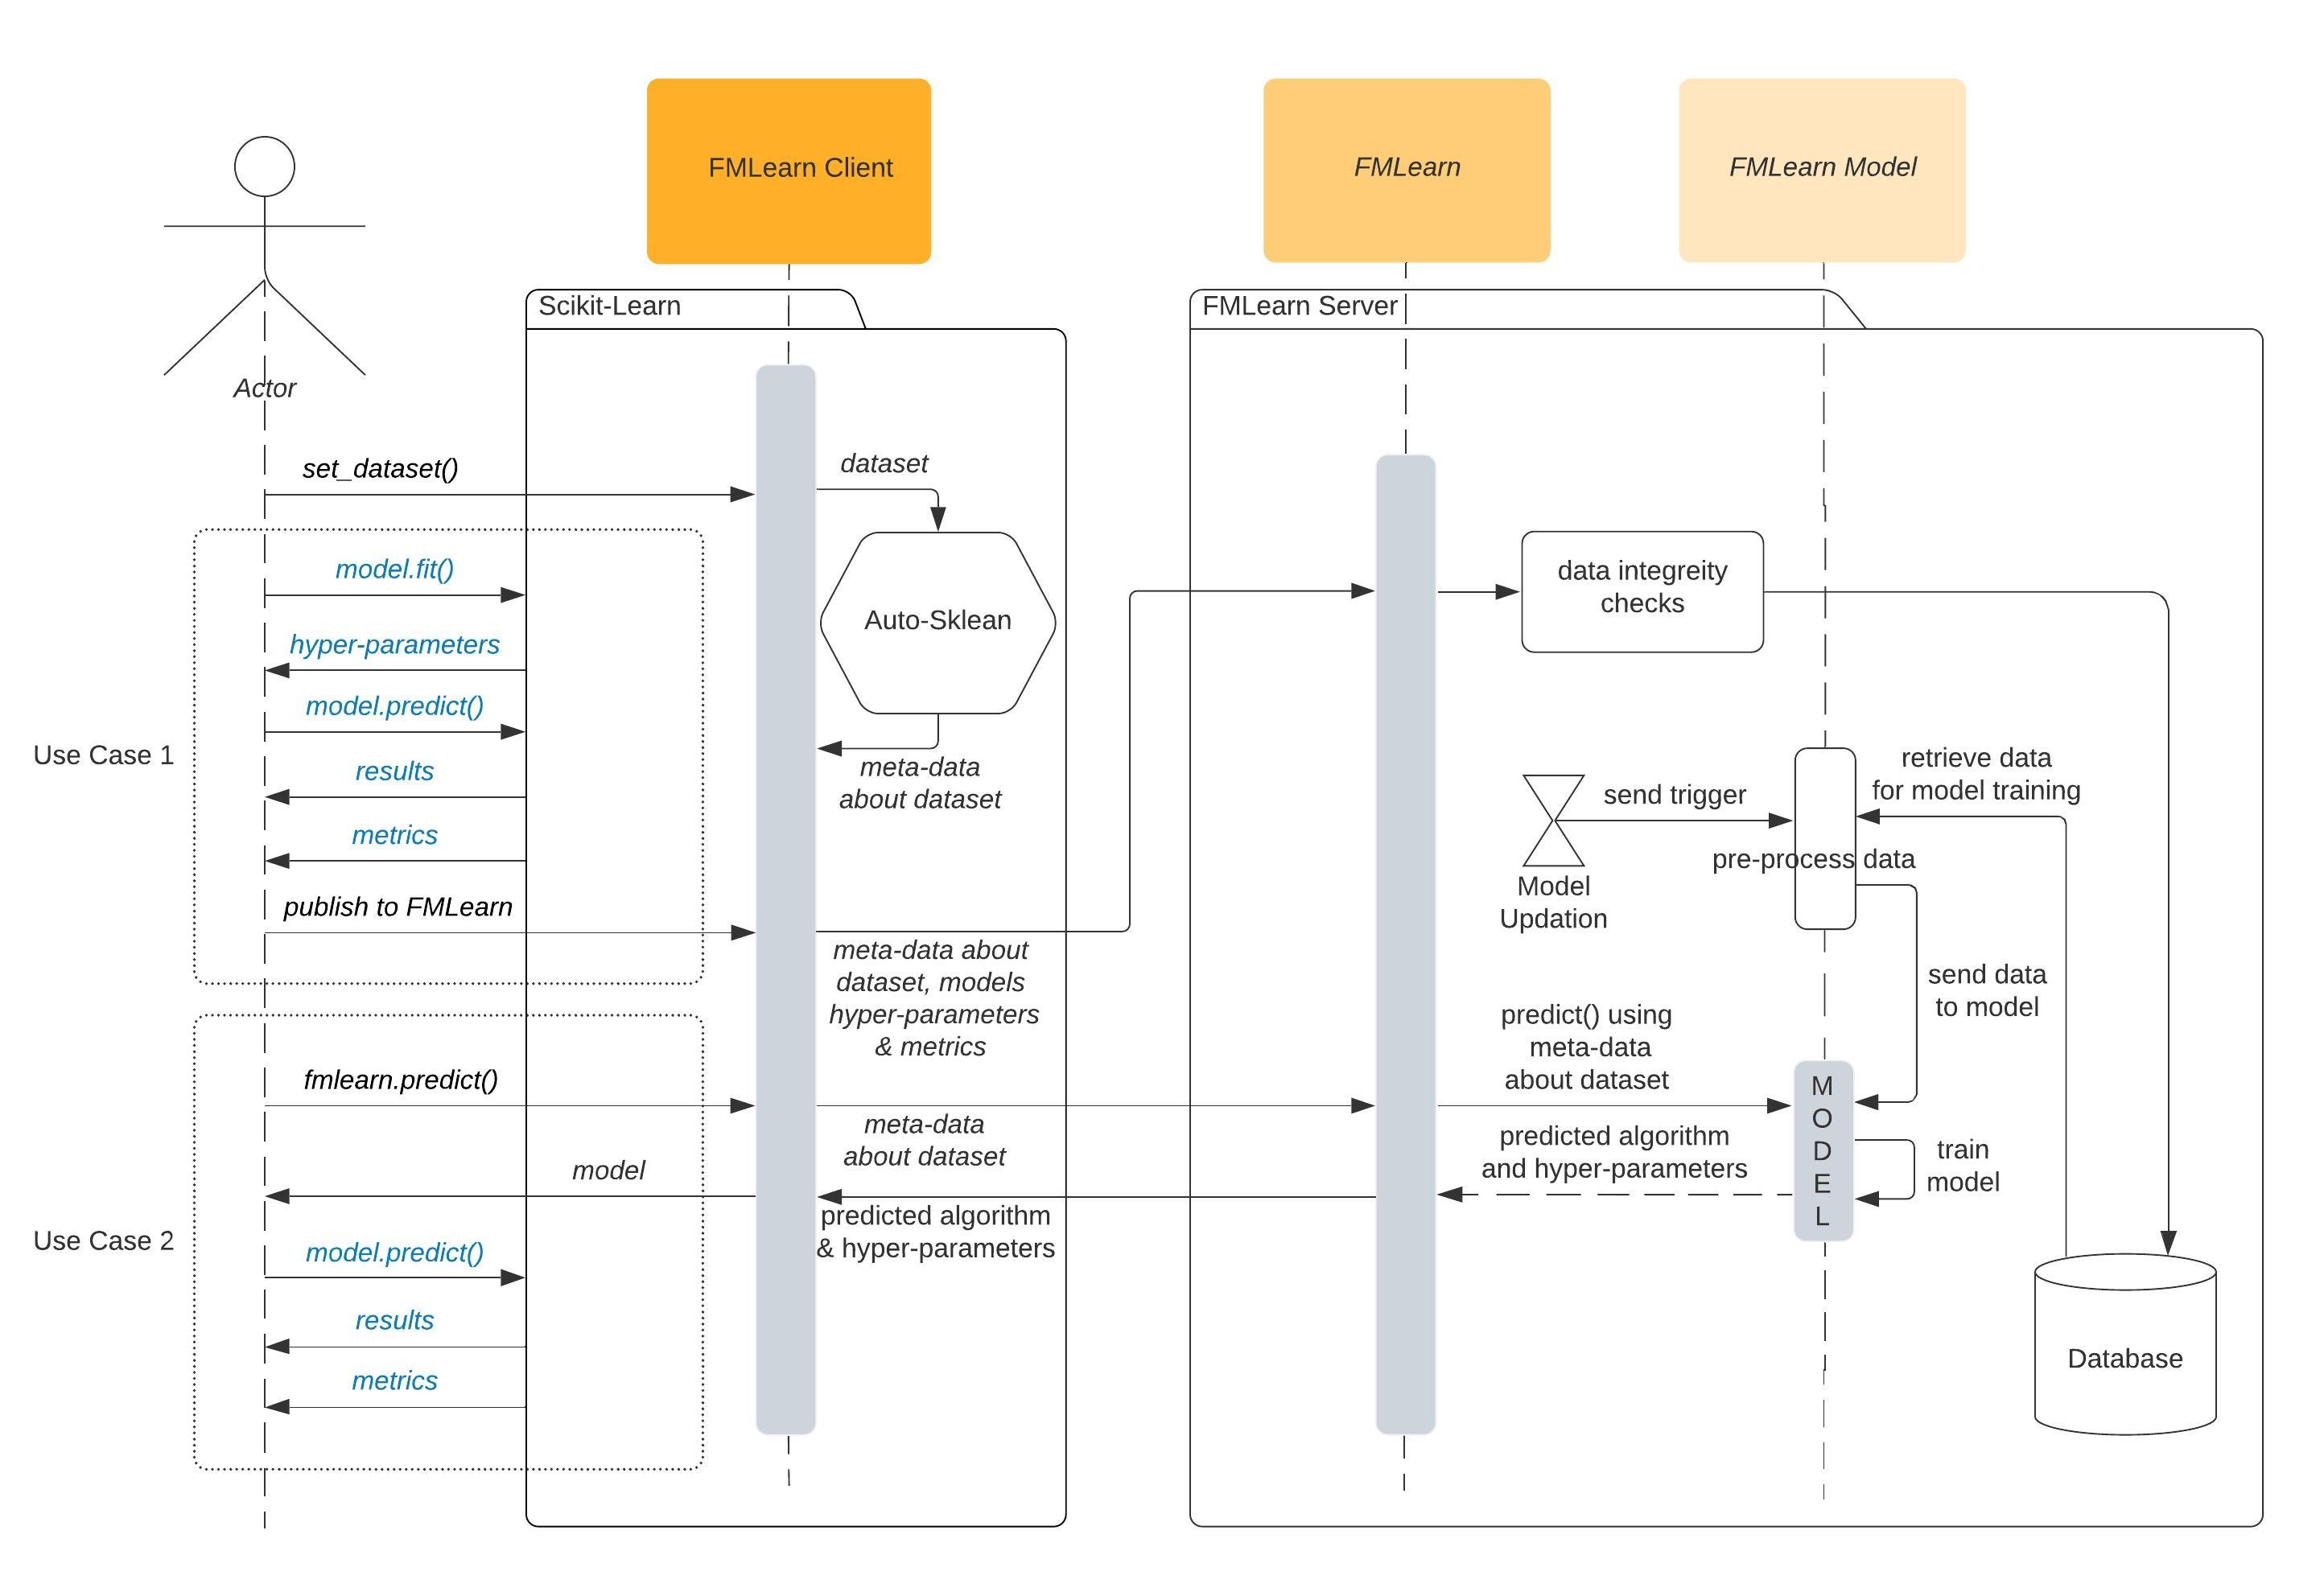 FMLearn Client
FMLearn
FMLearn Model
Scikit-Learn
FMLearn Server
Actor
set_dataset()
dataset
model.fit()
data integreity
checks
Auto-Sklean
hyper-parameters
model.predict()
Use Case 1
results
meta-data
about dataset
send trigger
retrieve data
for model training
metrics
pre-process data
Model
Updation
publish to FMLearn
meta-data about
dataset, models
hyper-parameters
& metrics
send data
to model
predict() using
meta-data
about dataset
fmlearn.predict()
meta-data
about dataset
M
O
D
E
L
predicted algorithm
and hyper-parameters
train
model
model
predicted algorithm
& hyper-parameters
Use Case 2
model.predict()
results
metrics
Database